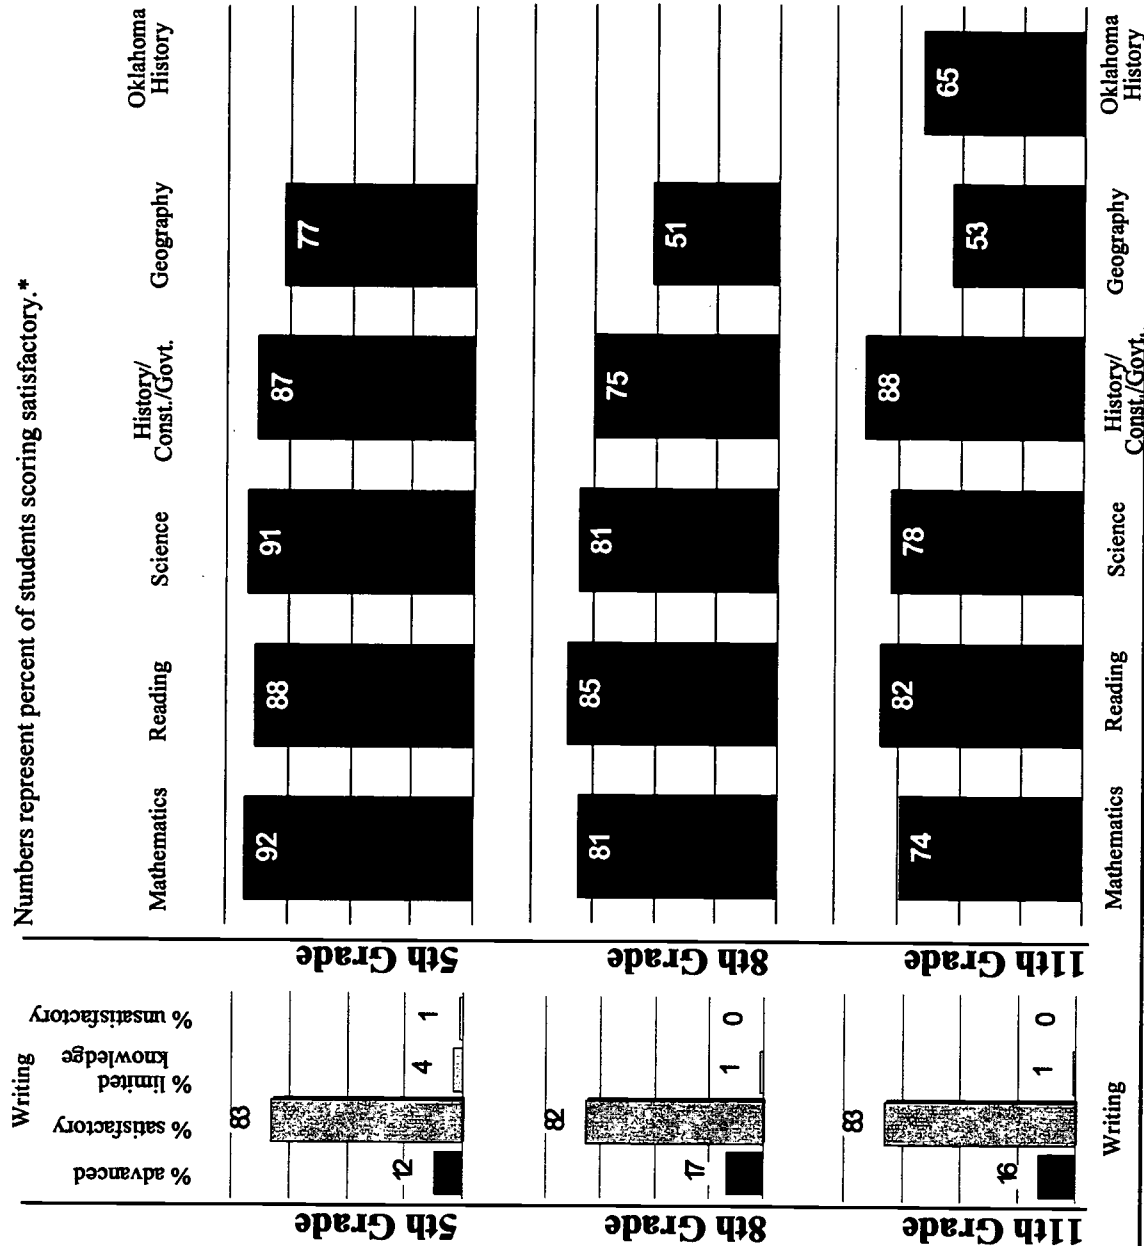 Numbers represent percent of students scoring satisfactory.*
Writing
% advanced
% satisfactory
% limited
knowledge
% unsatisfactory
Mathematics
Reading
Science
History/
Const./Govt.
Geography
Oklahoma
History
5th Grade
12
83
4
1
5th Grade
92
88
91
87
77
8th Grade
17
82
1
0
8th Grade
81
85
81
75
51
11th Grade
16
83
1
0
11th Grade
74
82
78
88
53
65
Writing
Mathematics
Reading
Science
History/
Const./Govt.
Geography
Oklahoma
History